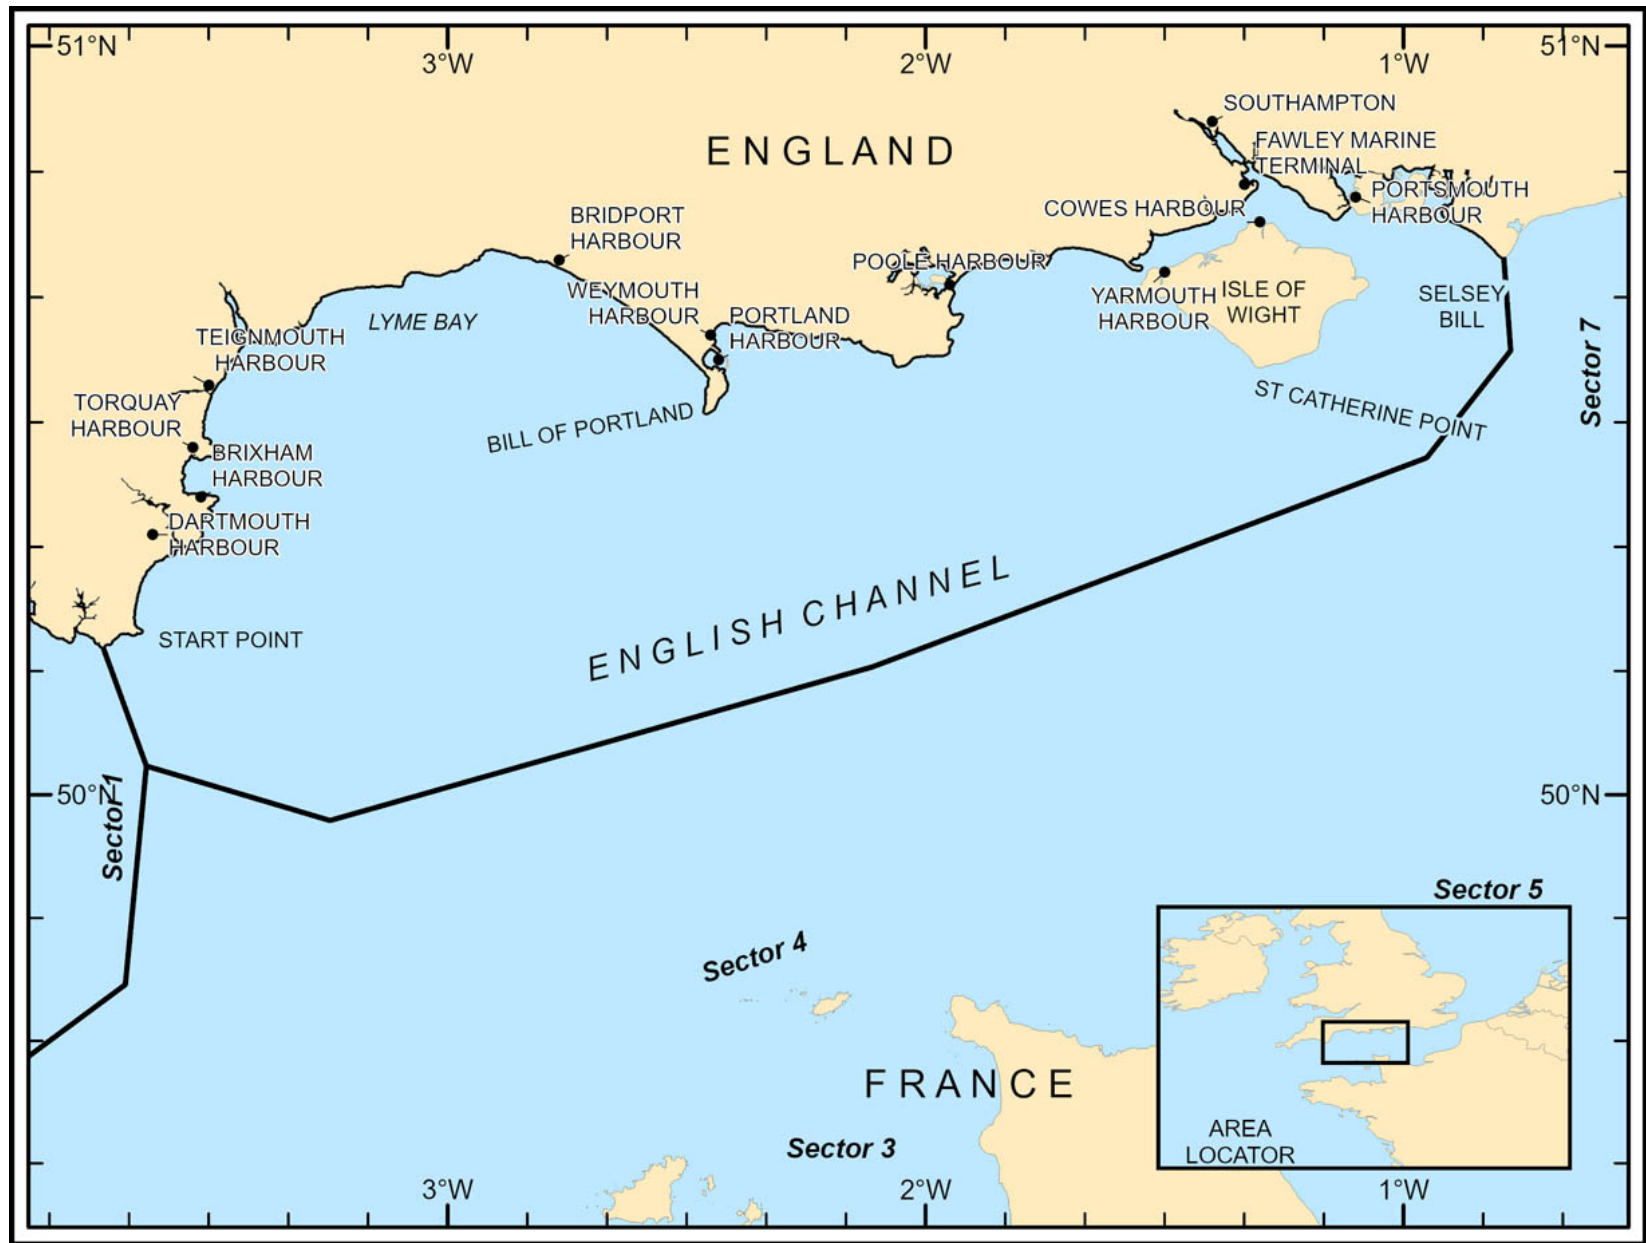 51°N
3°W
2°W
1°W
51°N
SOUTHAMPTON
ENGLAND
FAWLEY MARINE
TERMINAL
PORTSMOUTH
HARBOUR
COWES HARBOUR
BRIDPORT
HARBOUR
POOLE HARBOUR
WEYMOUTH
HARBOUR
PORTLAND
HARBOUR
YARMOUTH
HARBOUR
ISLE OF
WIGHT
SELSEY
BILL
LYME BAY
TEIGNMOUTH
HARBOUR
Sector 7
TORQUAY
HARBOUR
BILL OF PORTLAND
ST CATHERINE POINT
BRIXHAM
HARBOUR
DARTMOUTH
HARBOUR
START POINT
ENGLISH CHANNEL
50°N
50°N
Sector 1
Sector 5
Sector 4
FRANCE
AREA
LOCATOR
Sector 3
3°W
2°W
1°W